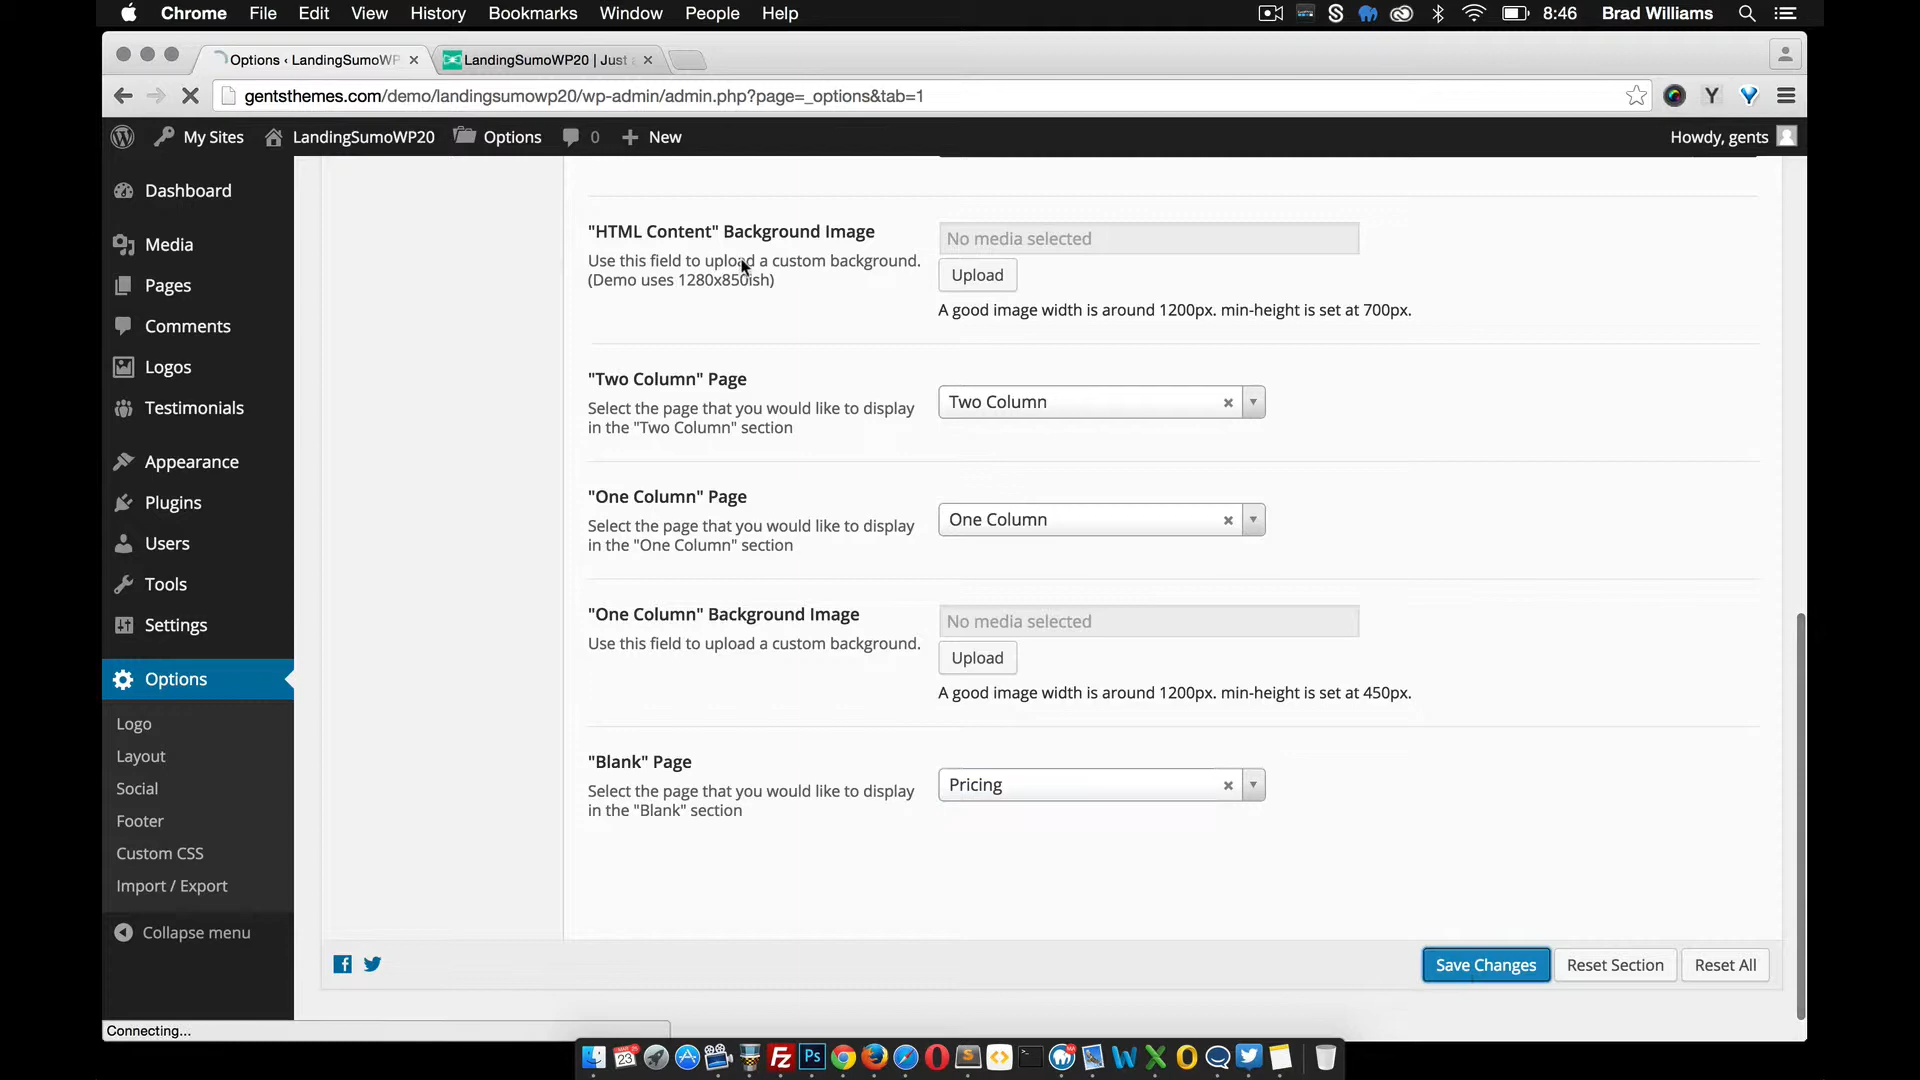 Chrome File Edit View History Bookmarks Window People Help 8:46 Brad Williams
Options ‹ LandingSumoWP
LandingSumoWP20 | Just
gentsthemes.com/demo/landingsumowp20/wp-admin/admin.php?page=_options&tab=1
My Sites LandingSumoWP20 Options 0 New Howdy, gents
Dashboard
Media
Pages
Comments
Logos
Testimonials
Appearance
Plugins
Users
Tools
Settings
Options
Logo
Layout
Social
Footer
Custom CSS
Import / Export
Collapse menu
"HTML Content" Background Image
Use this field to upload a custom background.
(Demo uses 1280x850ish)
No media selected
Upload
A good image width is around 1200px. min-height is set at 700px.
"Two Column" Page
Select the page that you would like to display
in the "Two Column" section
Two Column
"One Column" Page
Select the page that you would like to display
in the "One Column" section
One Column
"One Column" Background Image
Use this field to upload a custom background.
No media selected
Upload
A good image width is around 1200px. min-height is set at 450px.
"Blank" Page
Select the page that you would like to display
in the "Blank" section
Pricing
Save Changes Reset Section Reset All
Connecting...
23
Fz
Ps